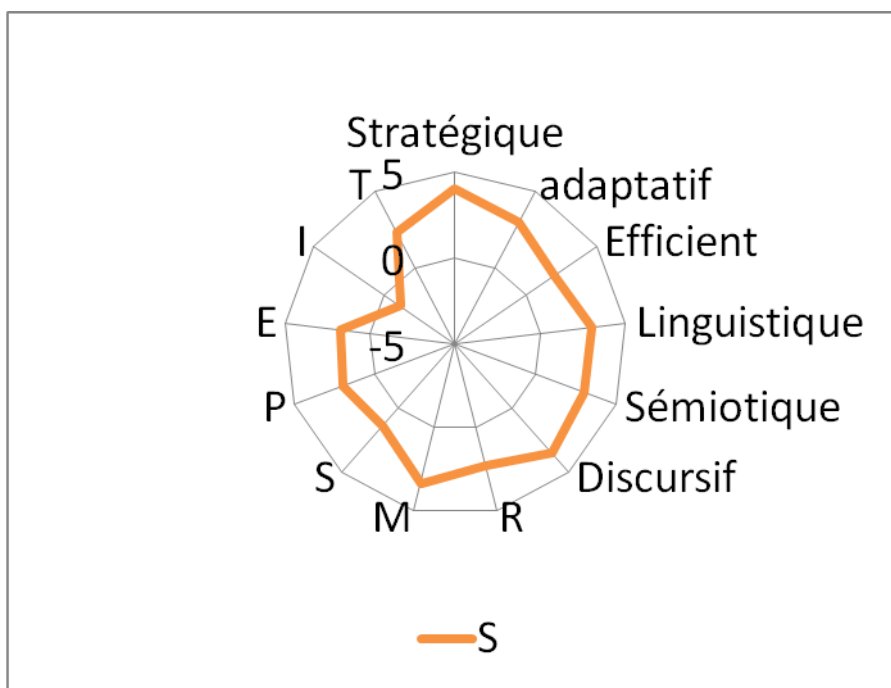 Stratégique
5
T
adaptatif
I
Efficient
0
E
Linguistique
-5
P
Sémiotique
S
Discursif
M
R
S